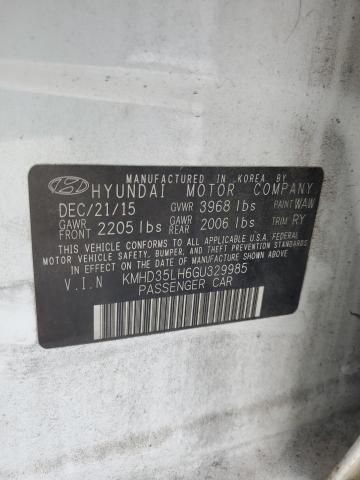 MANUFACTURED IN KOREA BY
HYUNDAI MOTOR COMPANY
DEC/21/15 GVWR 3968 lbs PAINT WAW
GAWR FRONT 2205 lbs GAWR REAR 2006 lbs TRIM RY
THIS VEHICLE CONFORMS TO ALL APPLICABLE U.S.A. FEDERAL
MOTOR VEHICLE SAFETY, BUMPER, AND THEFT PREVENTION
STANDARDS IN EFFECT ON THE DATE OF MANUFACTURE SHOWN ABOVE.
V.I.N KMHD35LH6GU329985
PASSENGER CAR